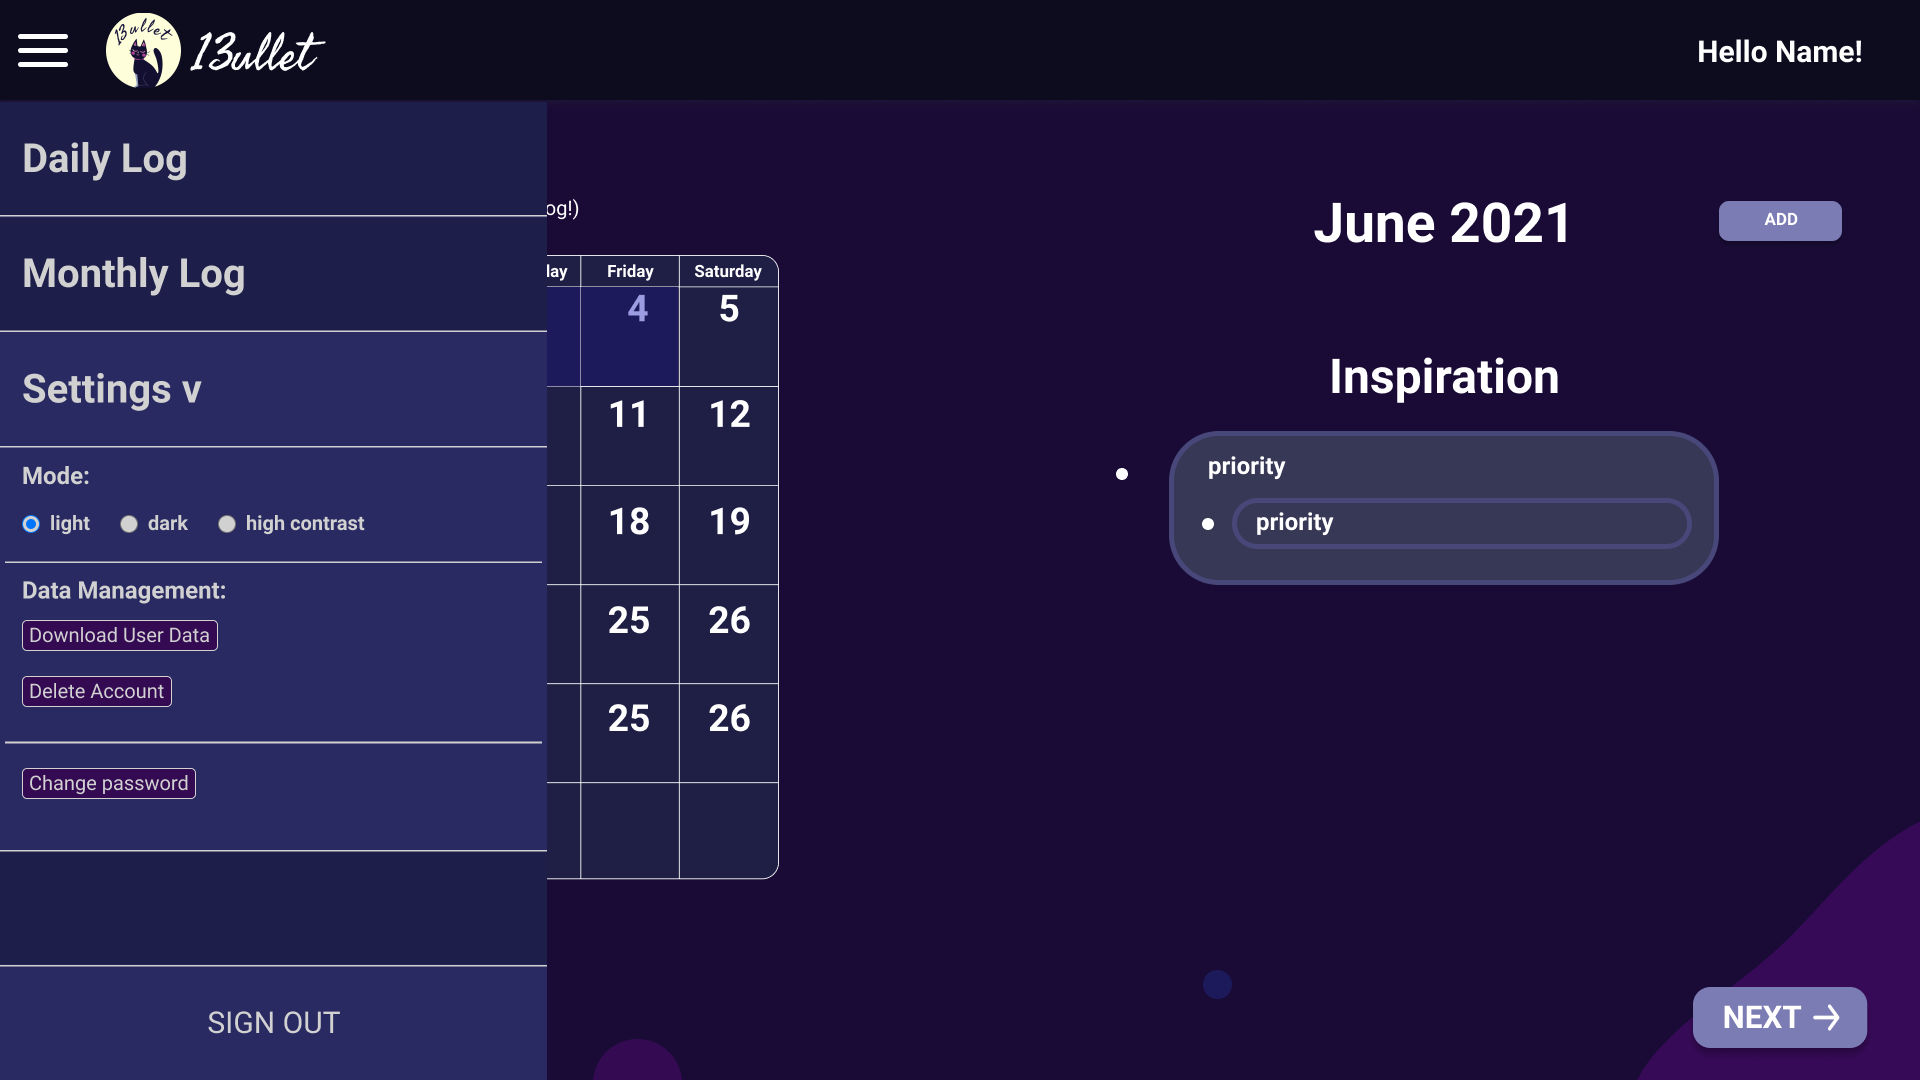 13ullet
13ullet
Hello Name!
Daily Log
Monthly Log
Settings v
Mode:
light dark high contrast
Data Management:
Download User Data
Delete Account
Change password
SIGN OUT
og!)
lay Friday Saturday
4 5
11 12
18 19
25 26
25 26
June 2021
ADD
Inspiration
priority
priority
NEXT →